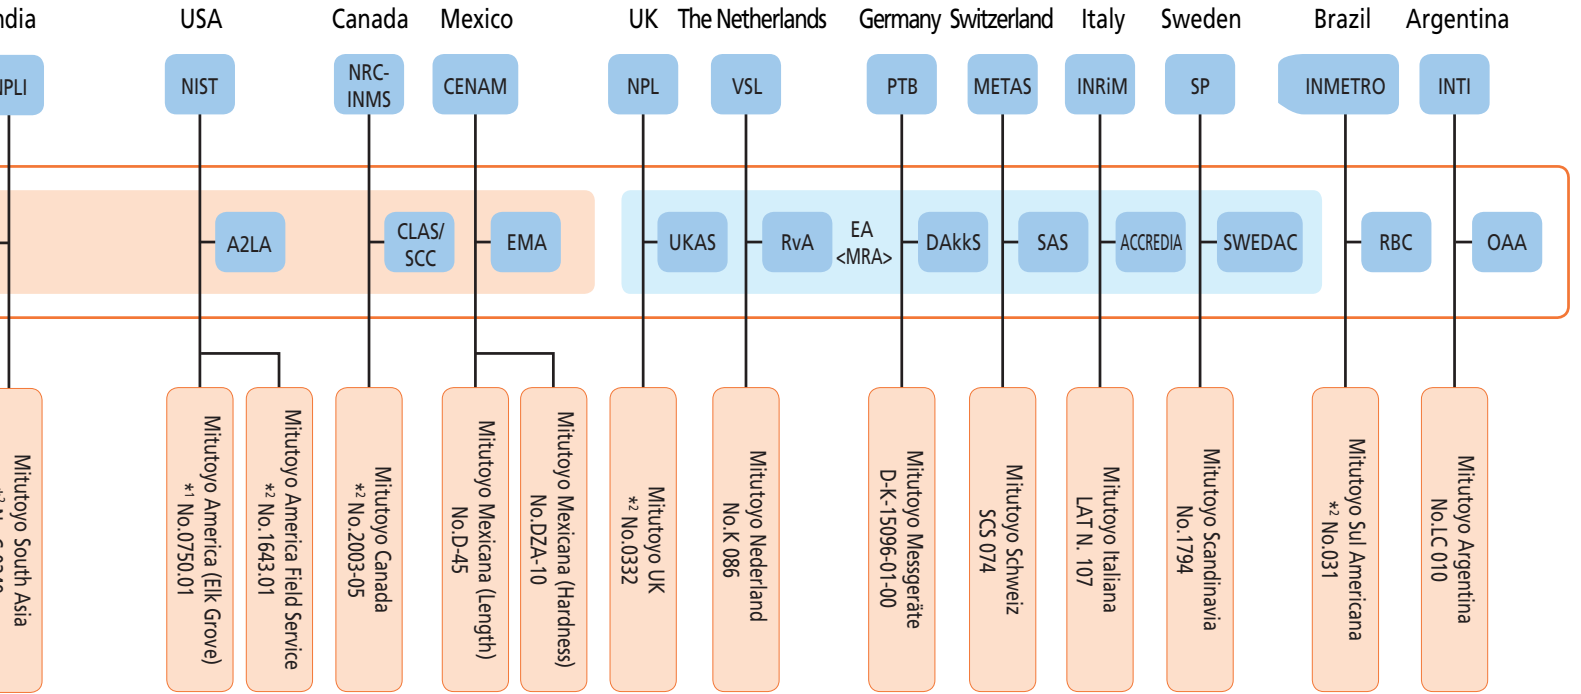 USA
Canada
Mexico
UK
The Netherlands
Germany
Switzerland
Italy
Sweden
Brazil
Argentina
NIST
NRC-
INMS
CENAM
NPL
VSL
PTB
METAS
INRiM
SP
INMETRO
INTI
A2LA
CLAS/
SCC
EMA
UKAS
RvA
EA
<MRA>
DAkkS
SAS
ACCREDIA
SWEDAC
RBC
OAA
Mitutoyo South Asia
Mitutoyo America (Elk Grove)
*1 No.0750.01
Mitutoyo America Field Service
*2 No.1643.01
Mitutoyo Canada
*2 No.2003-05
Mitutoyo Mexicana (Length)
No.D-45
Mitutoyo Mexicana (Hardness)
No.DZA-10
Mitutoyo UK
*2 No.0332
Mitutoyo Nederland
No.K 086
Mitutoyo Messgeräte
D-K-15096-01-00
Mitutoyo Schweiz
SCS 074
Mitutoyo Italiana
LAT N. 107
Mitutoyo Scandinavia
No.1794
Mitutoyo Sul Americana
*2 No.031
Mitutoyo Argentina
No.LC 010